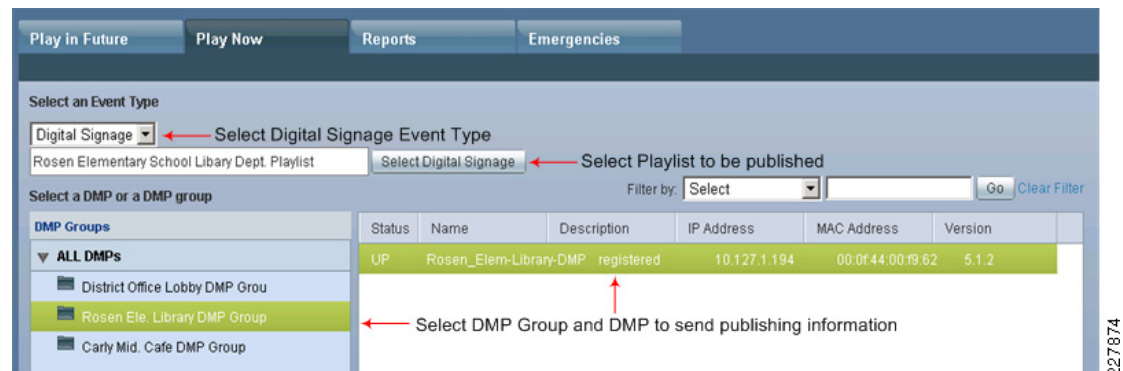 Play in Future Play Now Reports Emergencies
Select an Event Type
Digital Signage Select Digital Signage Event Type
Rosen Elementary School Libary Dept. Playlist Select Digital Signage Select Playlist to be published
Filter by: Select Go Clear Filter
Select a DMP or a DMP group
DMP Groups Status Name Description IP Address MAC Address Version
ALL DMPs UP Rosen_Elem-Library-DMP registered 10.127.1.194 00:0f:44:00:f9:62 5.1.2
District Office Lobby DMP Grou
Rosen Ele. Library DMP Group Select DMP Group and DMP to send publishing information
Carly Mid. Cafe DMP Group
227874